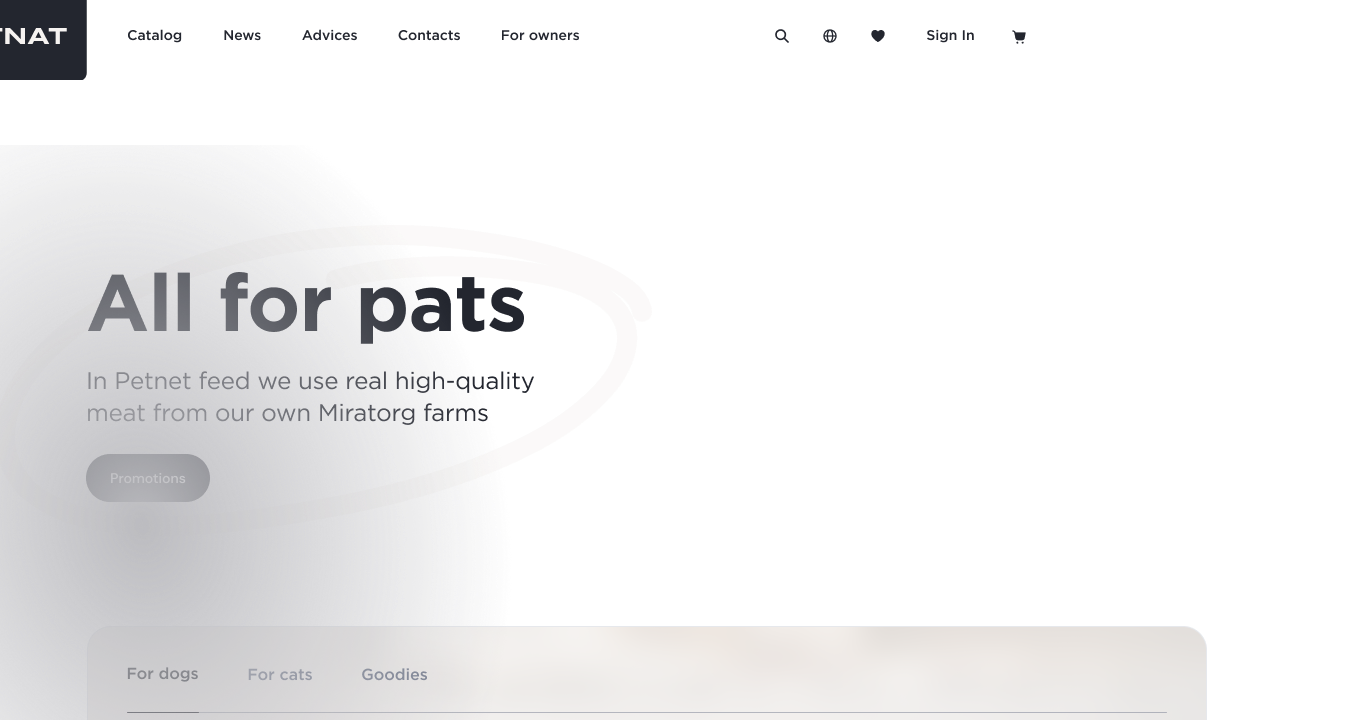 TNAT
Catalog
News
Advices
Contacts
For owners
Sign In
All for pats
In Petnet feed we use real high-quality
meat from our own Miratorg farms
Promotions
For dogs
For cats
Goodies